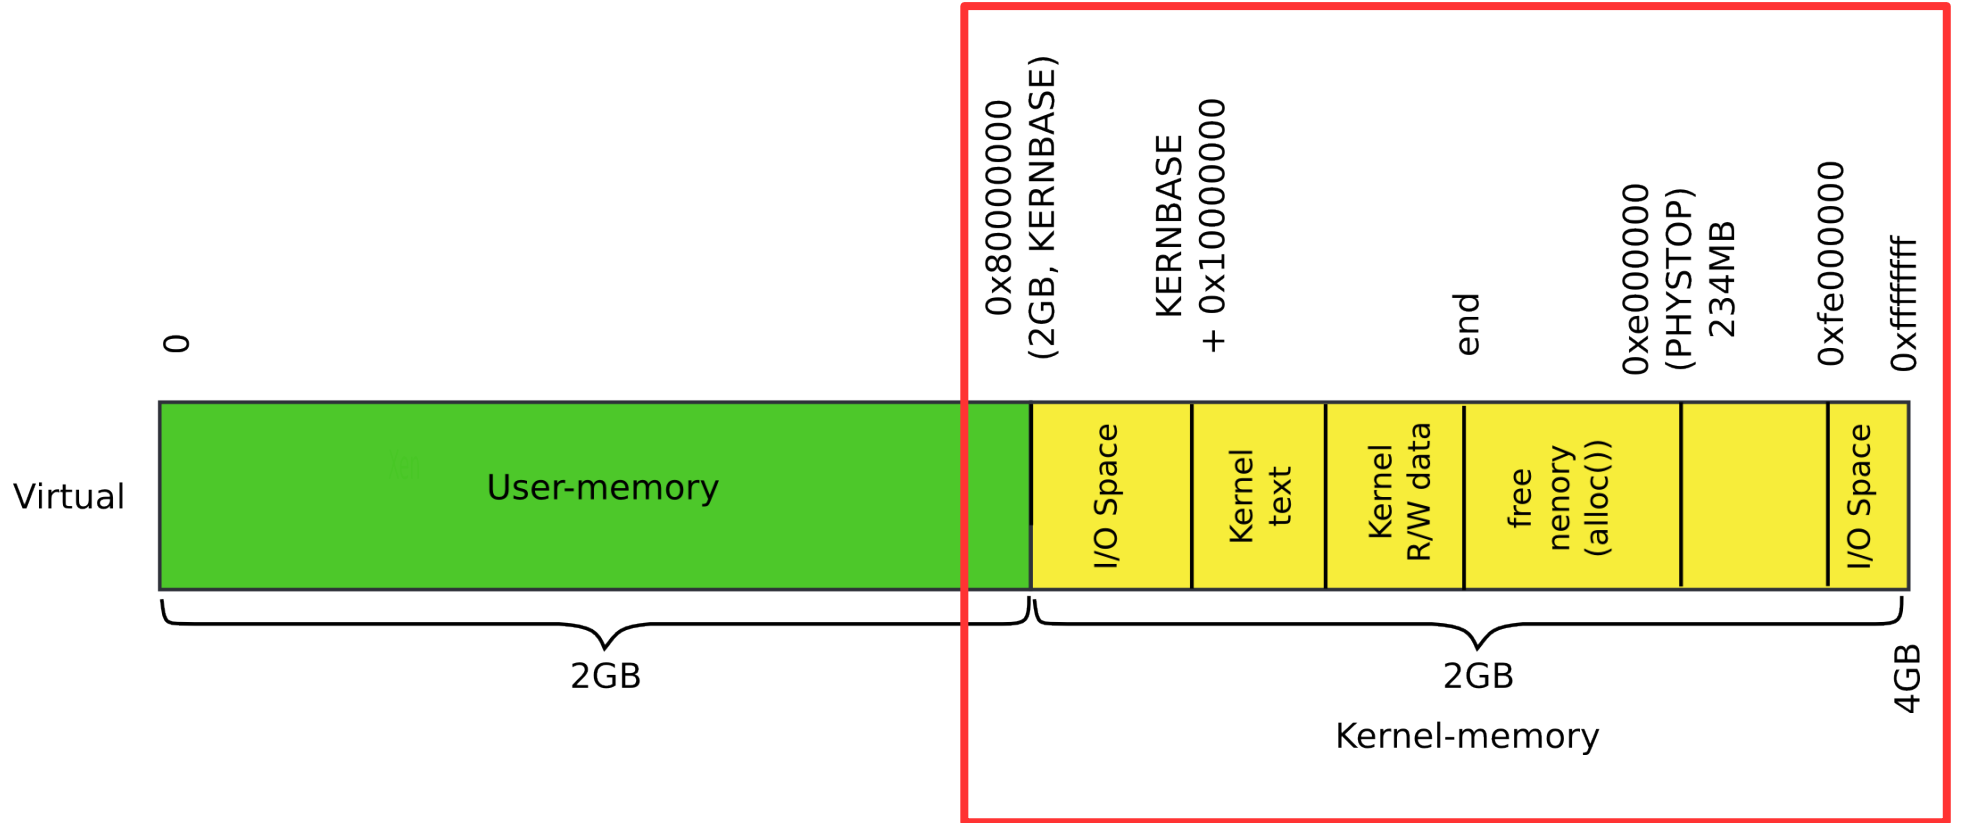 0
0x80000000
(2GB, KERNBASE)
KERNBASE
+ 0x10000000
end
0xe000000
(PHYSTOP)
234MB
0xfe000000
0xffffffff
Virtual
User-memory
I/O Space
Kernel
text
Kernel
R/W data
free
nemory
(alloc())
I/O Space
2GB
2GB
4GB
Kernel-memory